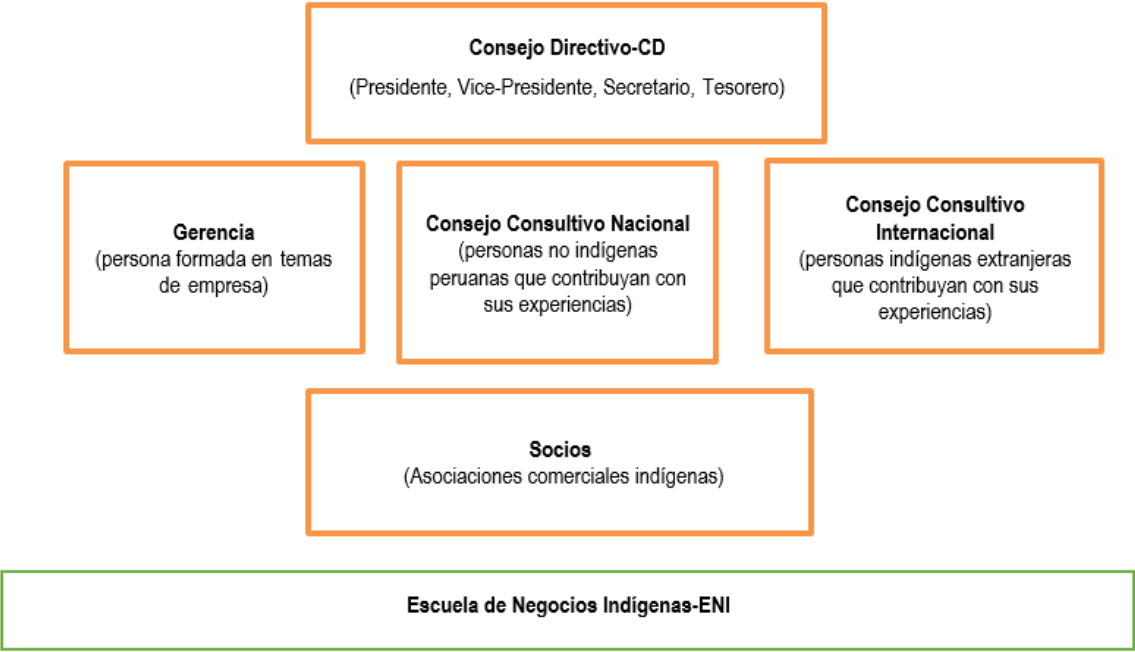 Consejo Directivo-CD
(Presidente, Vice-Presidente, Secretario, Tesorero)
Gerencia
(persona formada en temas
de empresa)
Consejo Consultivo Nacional
(personas no indígenas
peruanas que contribuyan con
sus experiencias)
Consejo Consultivo
Internacional
(personas indígenas extranjeras
que contribuyan con sus
experiencias)
Socios
(Asociaciones comerciales indígenas)
Escuela de Negocios Indígenas-ENI